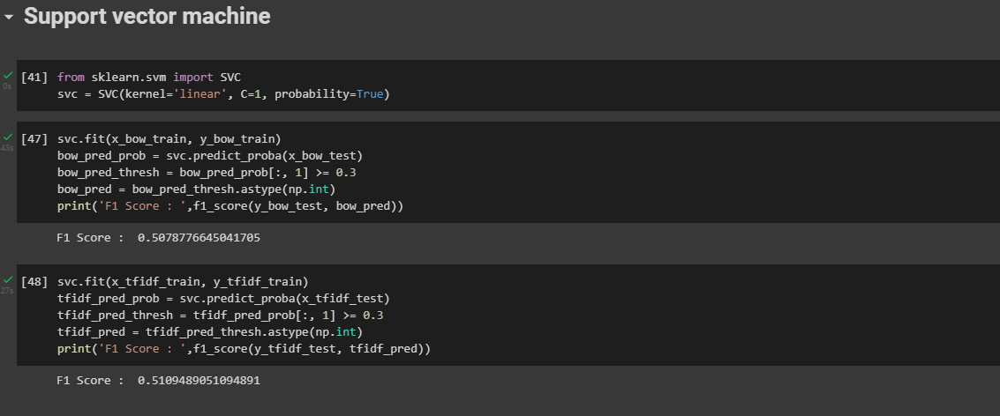 Support vector machine
[41] from sklearn.svm import SVC
0s
svc = SVC(kernel='linear', C=1, probability=True)
[47] svc.fit(x_bow_train, y_bow_train)
43s
bow_pred_prob = svc.predict_proba(x_bow_test)
bow_pred_thresh = bow_pred_prob[:, 1] >= 0.3
bow_pred = bow_pred_thresh.astype(np.int)
print('F1 Score : ',f1_score(y_bow_test, bow_pred))
F1 Score :  0.5078776645041705
[48] svc.fit(x_tfidf_train, y_tfidf_train)
27s
tfidf_pred_prob = svc.predict_proba(x_tfidf_test)
tfidf_pred_thresh = tfidf_pred_prob[:, 1] >= 0.3
tfidf_pred = tfidf_pred_thresh.astype(np.int)
print('F1 Score : ',f1_score(y_tfidf_test, tfidf_pred))
F1 Score :  0.5109489051094891